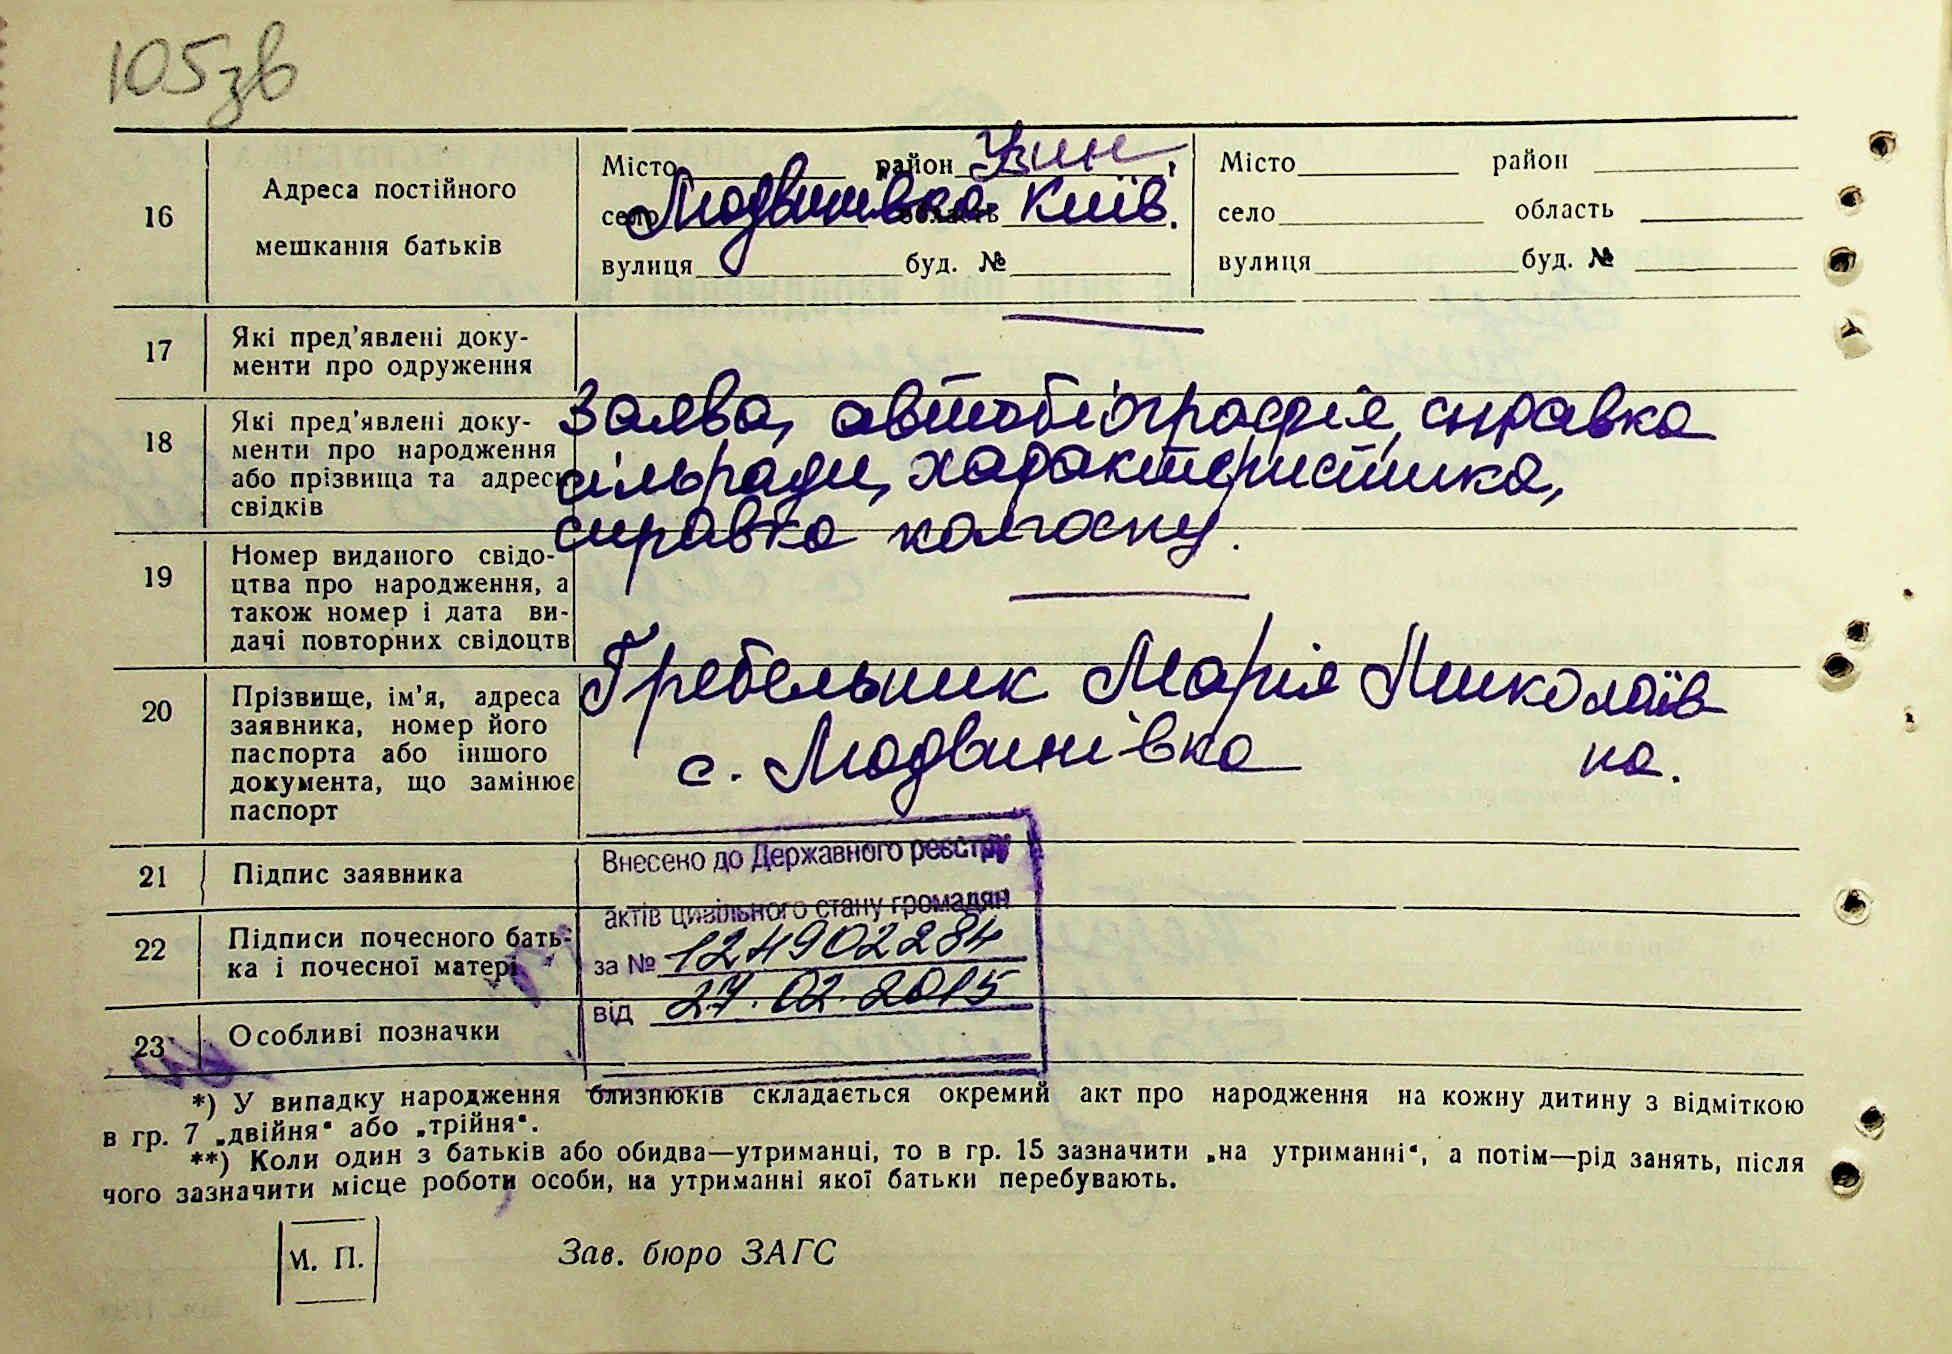 105зв
16 Адреса постійного мешкання батьків
Місто район Узин,
село Людвинівка область Київ.
вулиця буд. №
Місто район
село область
вулиця буд. №
17 Які пред'явлені доку-
менти про одруження
18 Які пред'явлені доку-
менти про народження
або прізвища та адреси
свідків
Заява, автобіографія, справка
сільради, характеристика,
справка колгоспу.
19 Номер виданого свідо-
цтва про народження, а
також номер і дата ви-
дачі повторних свідоцтв
20 Прізвище, ім'я, адреса
заявника, номер його
паспорта або іншого
документа, що замінює
паспорт
Гребельник Марія Миколаїв
на.
с. Людвинівка
21 Підпис заявника
22 Підписи почесного бать-
ка і почесної матері
23 Особливі позначки
Внесено до Державного реєстру
актів цивільного стану громадян
за № 124902284
від 27.02.2015
*) У випадку народження близнюків складається окремий акт про народження на кожну дитину з відміткою
в гр. 7 „двійня“ або „трійня“.
**) Коли один з батьків або обидва—утриманці, то в гр. 15 зазначити „на утриманні“, а потім—рід занять, після
чого зазначити місце роботи особи, на утриманні якої батьки перебувають.
М. П.
Зав. бюро ЗАГС